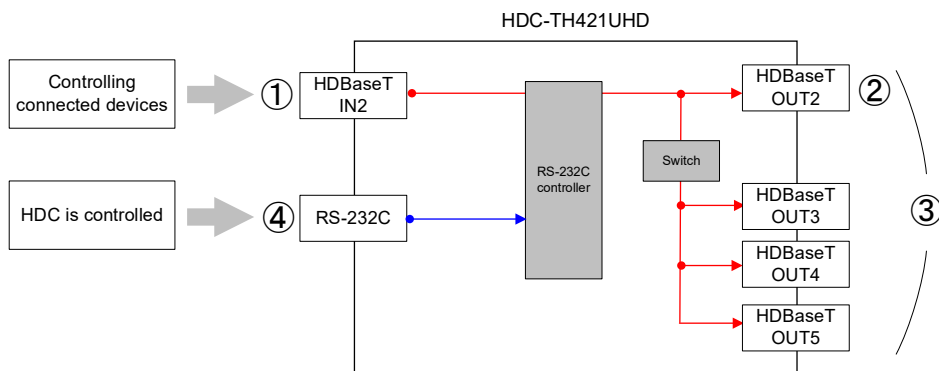 HDC-TH421UHD
Controlling
connected devices
①
HDBaseT
IN2
HDBaseT
OUT2
②
RS-232C
controller
Switch
HDC is controlled
④
RS-232C
HDBaseT
OUT3
③
HDBaseT
OUT4
HDBaseT
OUT5